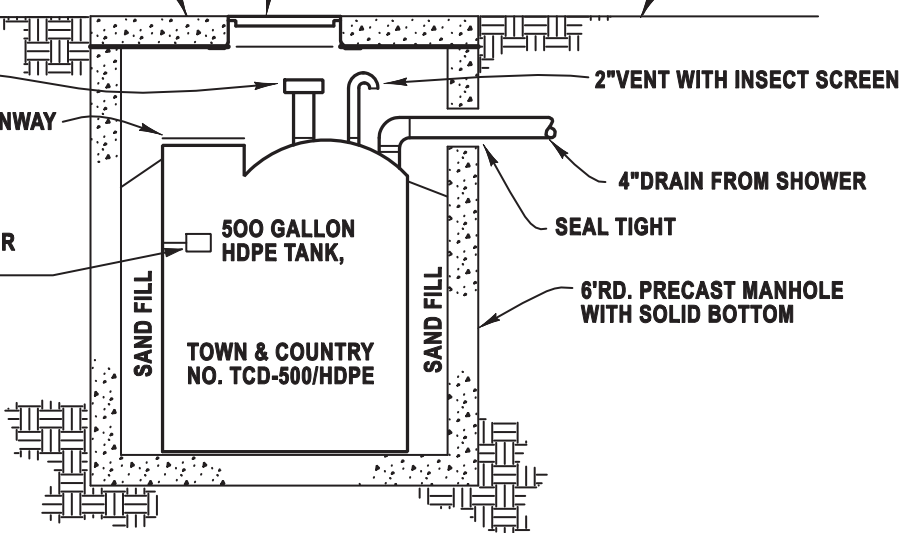 2"VENT WITH INSECT SCREEN
NWAY
4"DRAIN FROM SHOWER
SEAL TIGHT
R
500 GALLON
HDPE TANK,
6'RD. PRECAST MANHOLE
WITH SOLID BOTTOM
SAND FILL
SAND FILL
TOWN & COUNTRY
NO. TCD-500/HDPE